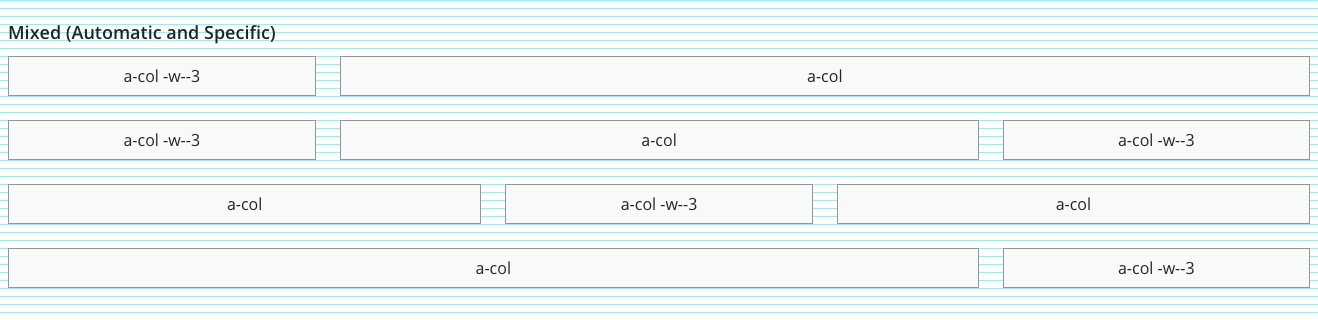 Mixed (Automatic and Specific)
a-col -w--3 a-col
a-col -w--3 a-col a-col -w--3
a-col a-col -w--3 a-col
a-col a-col -w--3